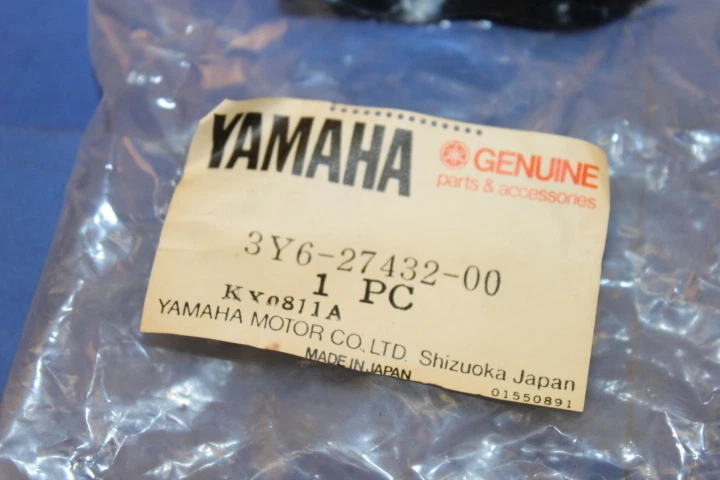 YAMAHA GENUINE
parts & accessories
3Y6-27432-00
1 PC
KX0811A
YAMAHA MOTOR CO., LTD. Shizuoka Japan
MADE IN JAPAN
01550891